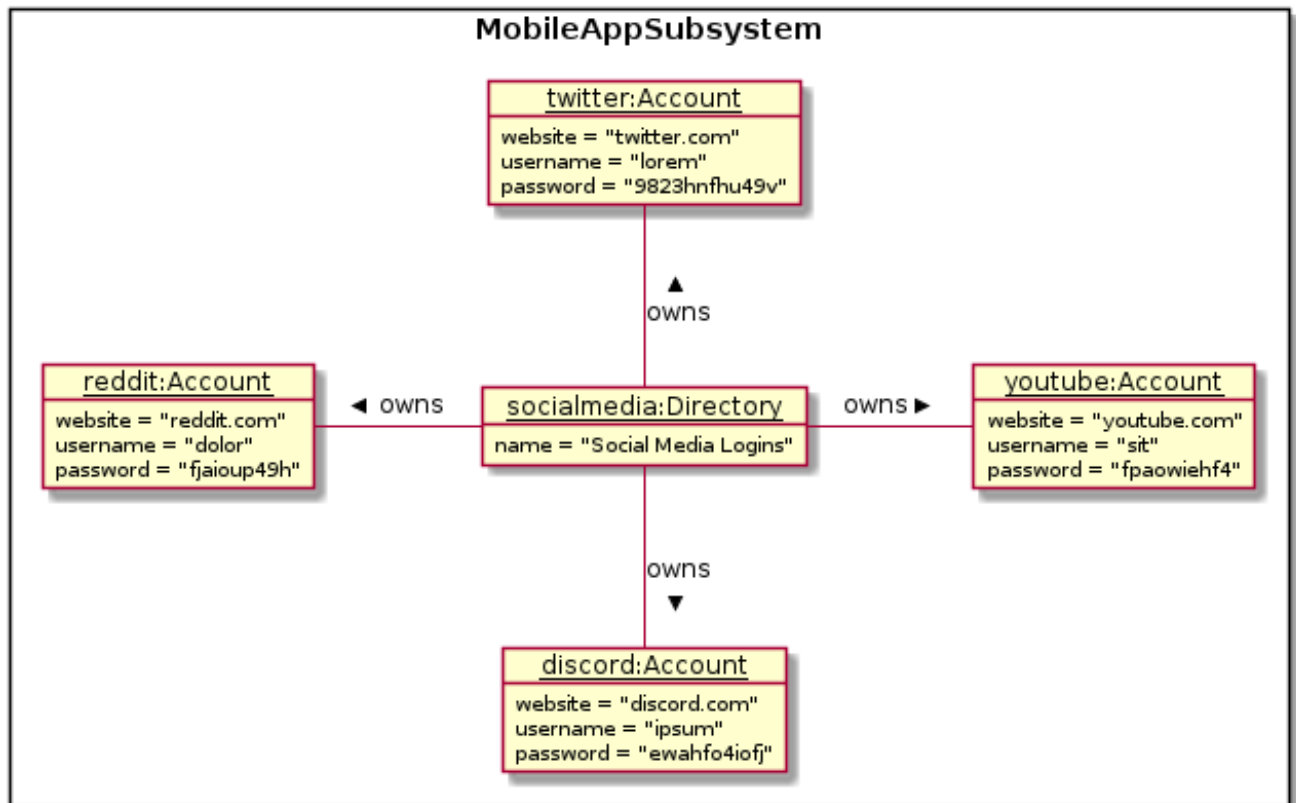 MobileAppSubsystem
twitter:Account
website = "twitter.com"
username = "lorem"
password = "9823hnfhu49v"
▲
owns
reddit:Account
website = "reddit.com"
username = "dolor"
password = "fjaioup49h"
◄ owns
socialmedia:Directory
name = "Social Media Logins"
owns ►
youtube:Account
website = "youtube.com"
username = "sit"
password = "fpaowiehf4"
owns
▼
discord:Account
website = "discord.com"
username = "ipsum"
password = "ewahfo4iofj"